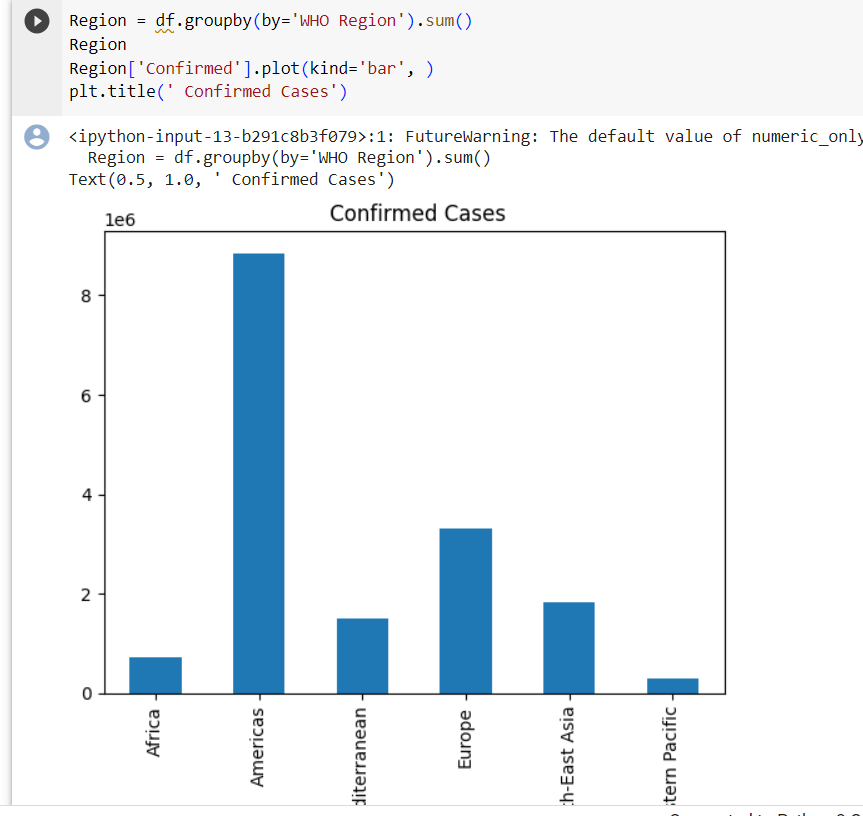 Region = df.groupby(by='WHO Region').sum()
Region
Region['Confirmed'].plot(kind='bar', )
plt.title(' Confirmed Cases')
<ipython-input-13-b291c8b3f079>:1: FutureWarning: The default value of numeric_only
Region = df.groupby(by='WHO Region').sum()
Text(0.5, 1.0, ' Confirmed Cases')
Confirmed Cases
1e6
8
6
4
2
0
Africa
Americas
diterranean
Europe
h-East Asia
tern Pacific